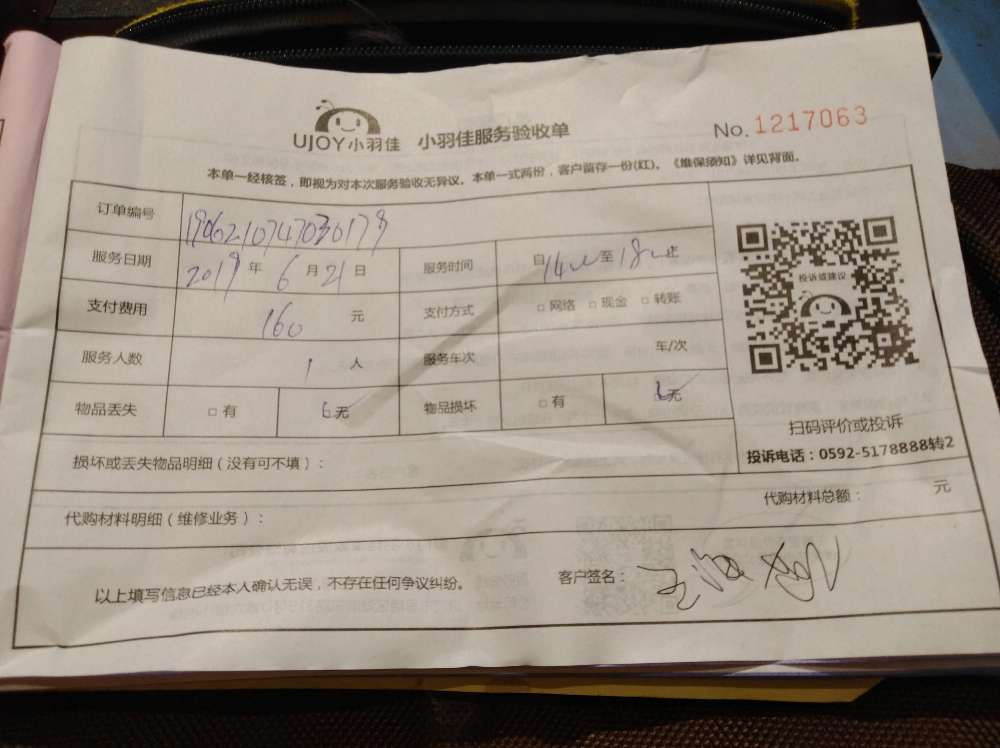 UJOY小羽佳 小羽佳服务验收单 No. 1217063
本单一经核签，即视为对本次服务验收无异议。本单一式两份，客户留存一份(红)。《维保须知》详见背面。
订单编号
服务日期 2019 年 6 月 21 日 服务时间 自 14 至 18 止
支付费用 160 元 支付方式 □ 网络 □ 现金 □ 转账
服务人数 1 人 服务车次 车/次
物品丢失 □ 有 无 物品损坏 □ 有 无
投诉或建议
扫码评价或投诉
投诉电话：0592-5178888转2
损坏或丢失物品明细（没有可不填）：
代购材料明细（维修业务）： 代购材料总额： 元
以上填写信息已经本人确认无误，不存在任何争议纠纷。 客户签名：